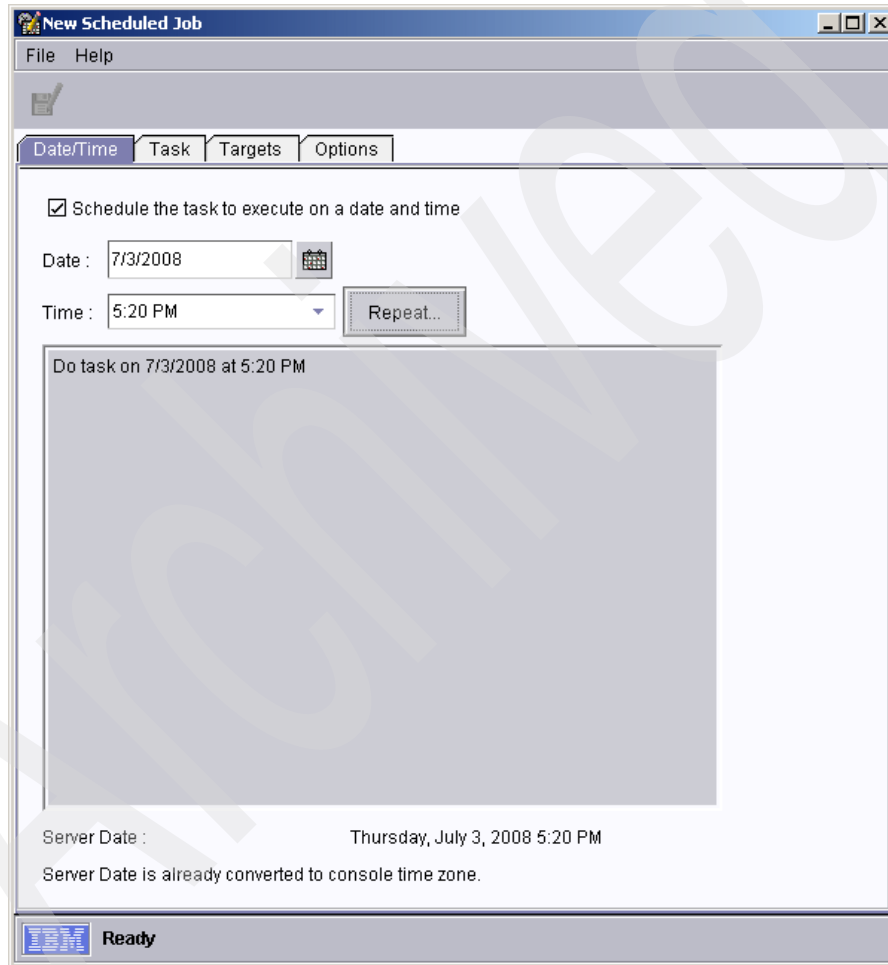 New Scheduled Job
File Help
Date/Time Task Targets Options
Schedule the task to execute on a date and time
Date : 7/3/2008
Time : 5:20 PM Repeat...
Do task on 7/3/2008 at 5:20 PM
Server Date : Thursday, July 3, 2008 5:20 PM
Server Date is already converted to console time zone.
IBM Ready
Archived